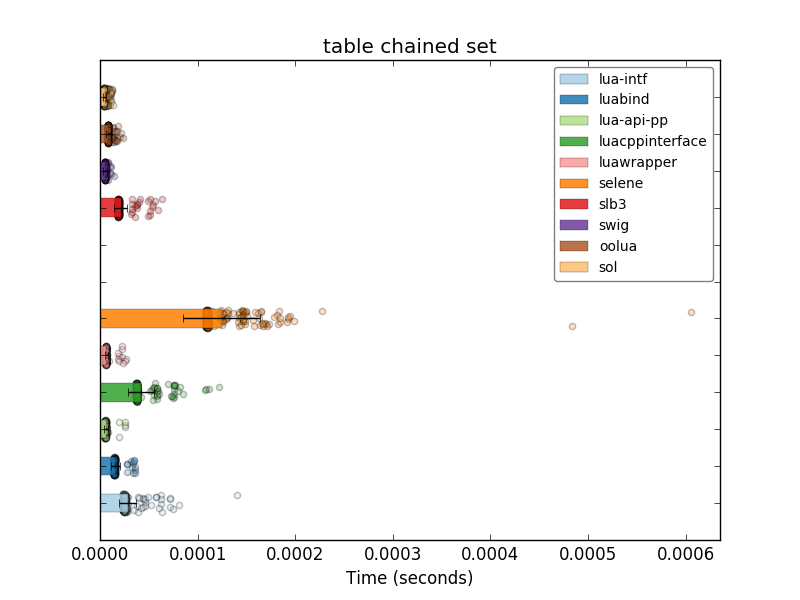 table chained set
lua-intf
luabind
lua-api-pp
luacppinterface
luawrapper
selene
slb3
swig
oolua
sol
0.0000 0.0001 0.0002 0.0003 0.0004 0.0005 0.0006
Time (seconds)